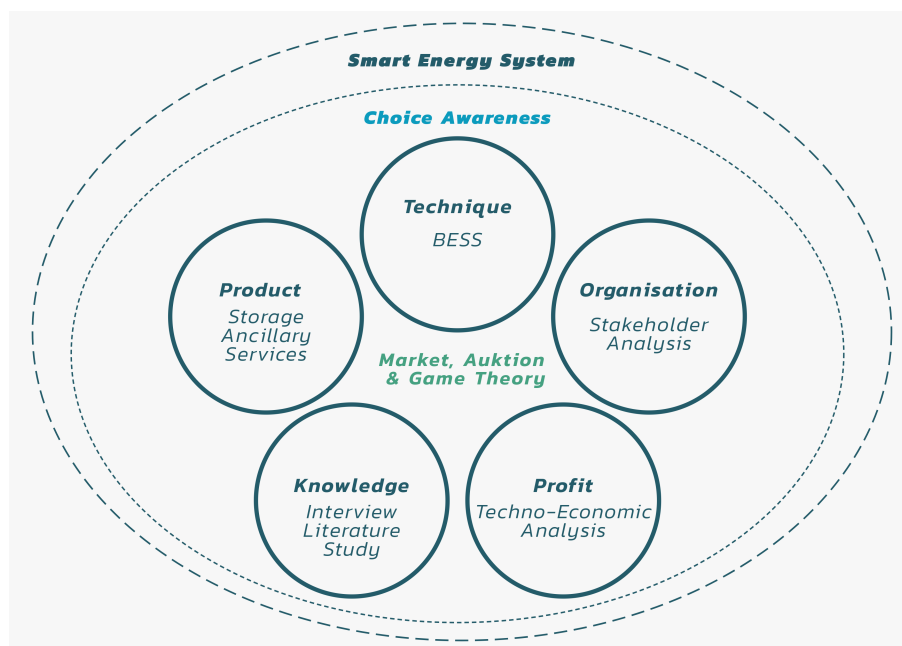 Smart Energy System
Choice Awareness
Technique
BESS
Product
Storage
Ancillary
Services
Organisation
Stakeholder
Analysis
Market, Auktion
& Game Theory
Knowledge
Interview
Literature
Study
Profit
Techno-Economic
Analysis